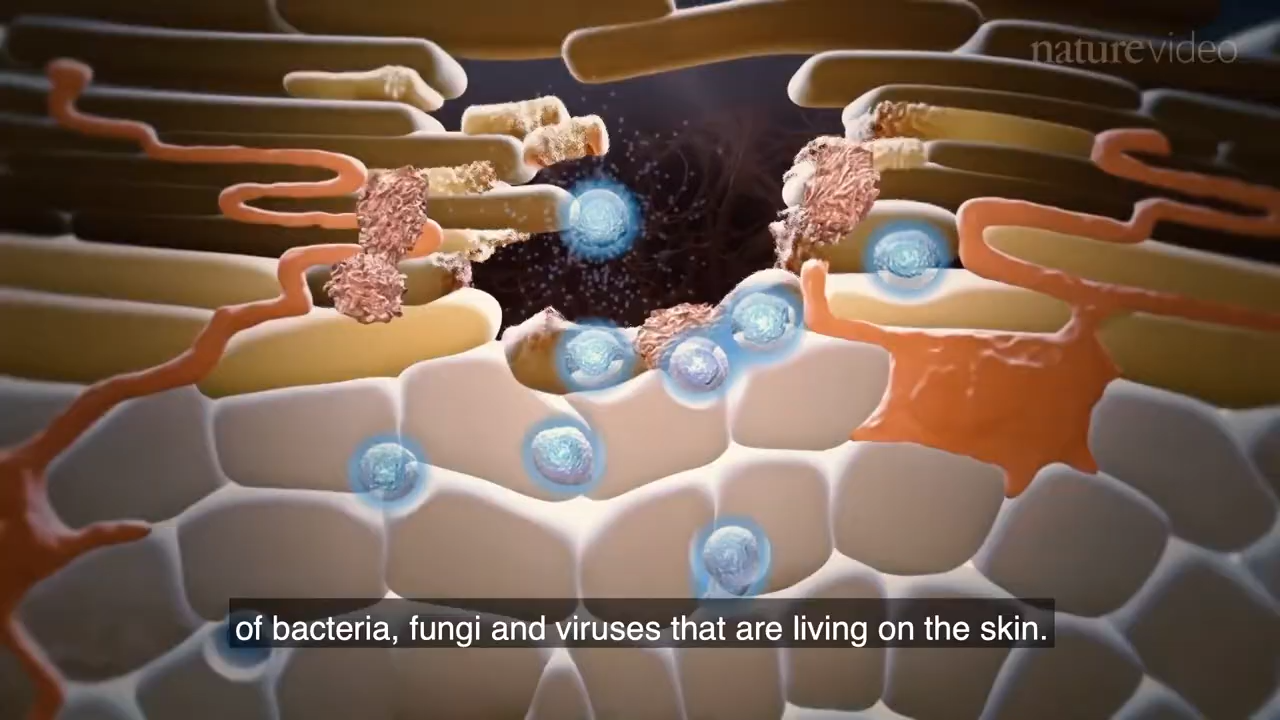 naturevideo
of bacteria, fungi and viruses that are living on the skin.